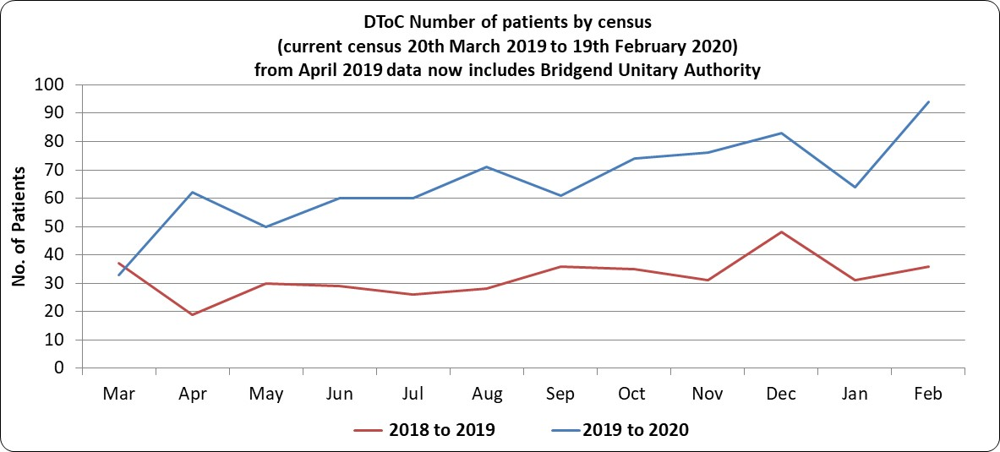 DToC Number of patients by census
(current census 20th March 2019 to 19th February 2020)
from April 2019 data now includes Bridgend Unitary Authority
100
90
80
70
60
50
40
30
20
10
0
No. of Patients
Mar Apr May Jun Jul Aug Sep Oct Nov Dec Jan Feb
2018 to 2019 2019 to 2020